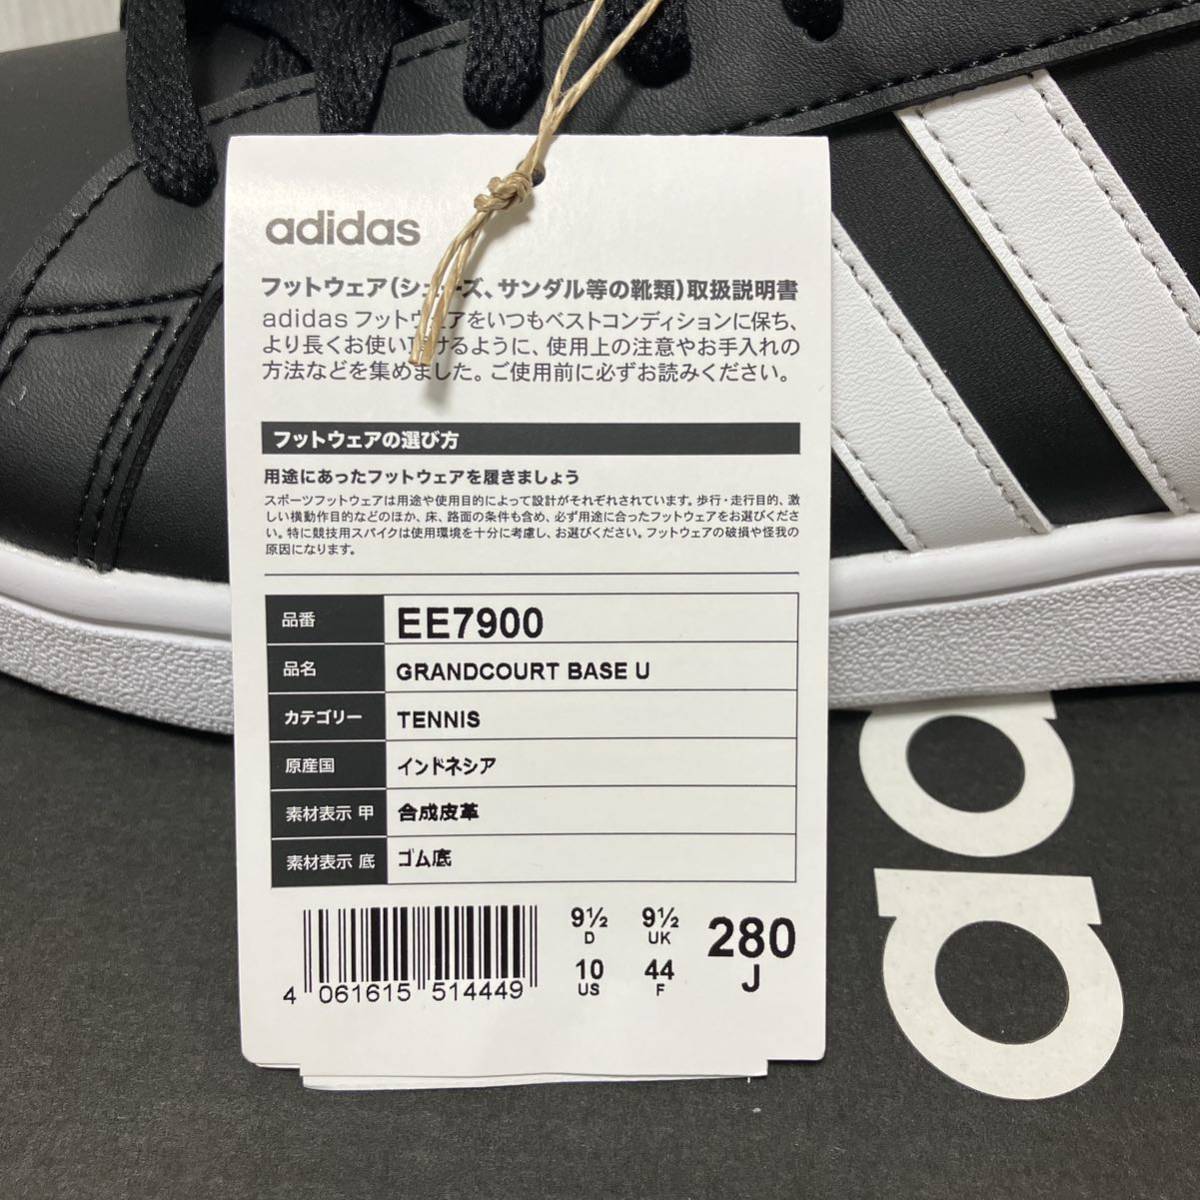 adidas
フットウェア(シューズ、サンダル等の靴類)取扱説明書
adidas フットウェアをいつもベストコンディションに保ち、
より長くお使い頂けるように、使用上の注意やお手入れの
方法などを集めました。ご使用前に必ずお読みください。
フットウェアの選び方
用途にあったフットウェアを履きましょう
スポーツフットウェアは用途や使用目的によって設計がそれぞれされています。歩行・走行目的、激
しい横動作目的などのほか、床、路面の条件も含め、必ず用途に合ったフットウェアをお選びくださ
い。特に競技用スパイクは使用環境を十分に考慮し、お選びください。フットウェアの破損や怪我の
原因になります。
品番 EE7900
品名 GRANDCOURT BASE U
カテゴリー TENNIS
原産国 インドネシア
素材表示 甲 合成皮革
素材表示 底 ゴム底
9½ D 9½ UK 280 J
10 US 44 F
4 061615 514449